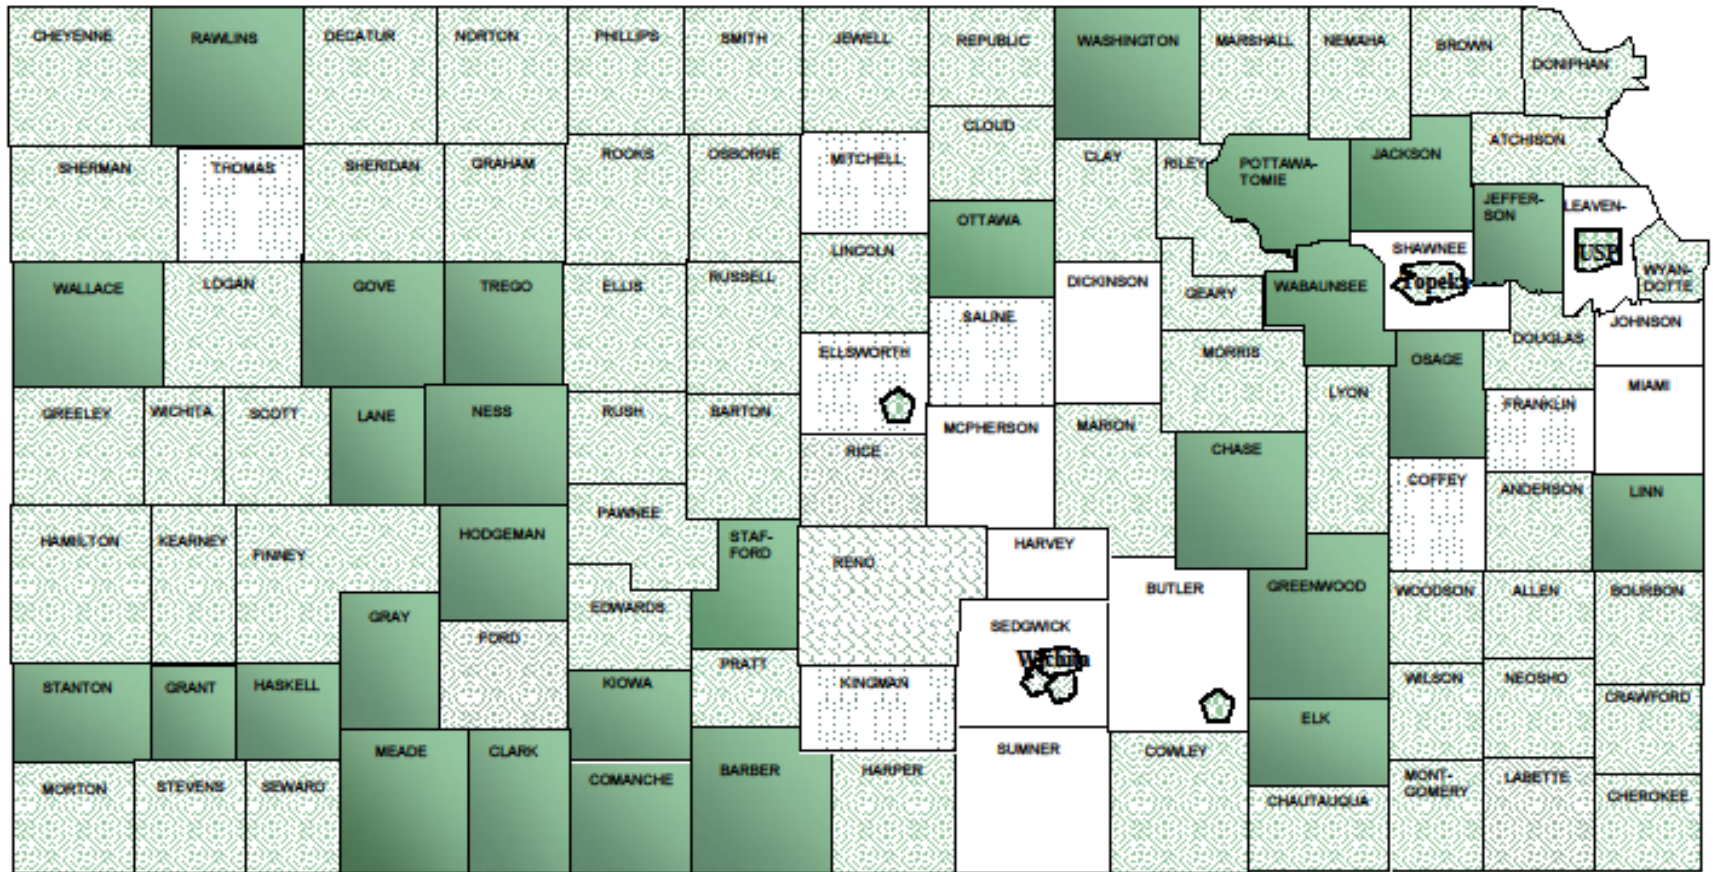 CHEYENNE
RAWLINS
DECATUR
NORTON
PHILLIPS
SMITH
JEWELL
REPUBLIC
WASHINGTON
MARSHALL
NEMAHA
BROWN
DONIPHAN
CLOUD
ATCHISON
SHERMAN
THOMAS
SHERIDAN
GRAHAM
ROOKS
OSBORNE
MITCHELL
CLAY
RILEY
POTTAWA-
TOMIE
JACKSON
JEFFER-
SON
LEAVEN-
OTTAWA
LINCOLN
SHAWNEE
USP
WYAN-
DOTTE
WALLACE
LOGAN
GOVE
TREGO
ELLIS
RUSSELL
DICKINSON
GEARY
WABAUNSEE
Topeka
SALINE
JOHNSON
ELLSWORTH
MORRIS
DOUGLAS
OSAGE
GREELEY
WICHITA
SCOTT
LANE
NESS
RUSH
BARTON
LYON
MIAMI
FRANKLIN
MCPHERSON
MARION
RICE
CHASE
COFFEY
ANDERSON
LINN
HAMILTON
KEARNEY
FINNEY
HODGEMAN
PAWNEE
STAF-
FORD
RENO
HARVEY
BUTLER
GREENWOOD
WOODSON
ALLEN
BOURBON
GRAY
FORD
EDWARDS
SEDGWICK
Wichita
PRATT
KINGMAN
STANTON
GRANT
HASKELL
KIOWA
WILSON
NEOSHO
CRAWFORD
ELK
MEADE
CLARK
COMANCHE
BARBER
HARPER
SUMNER
COWLEY
MORTON
STEVENS
SEWARD
CHAUTAUQUA
MONT-
GOMERY
LABETTE
CHEROKEE